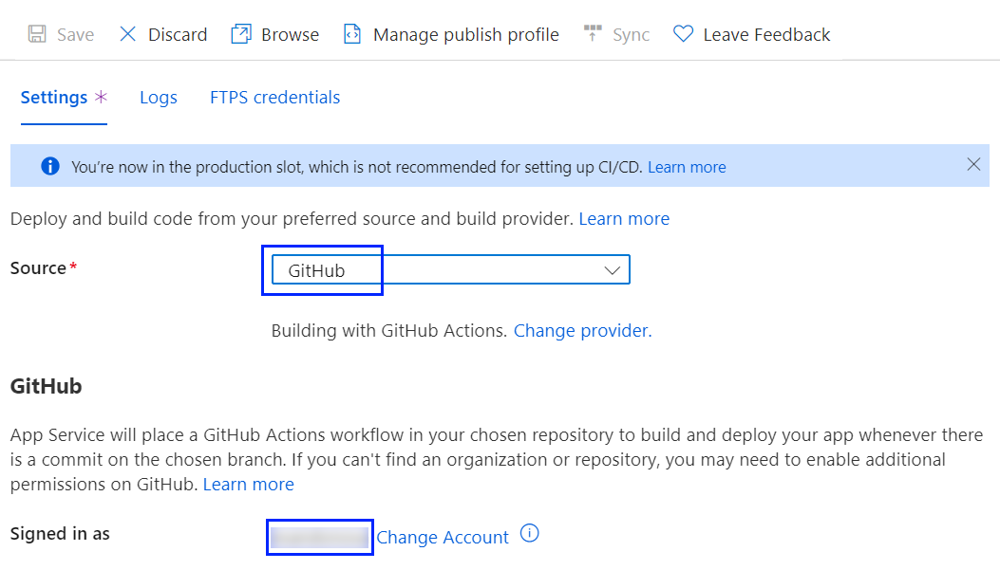 Save Discard Browse Manage publish profile Sync Leave Feedback
Settings * Logs FTPS credentials
You’re now in the production slot, which is not recommended for setting up CI/CD. Learn more
Deploy and build code from your preferred source and build provider. Learn more
Source* GitHub
Building with GitHub Actions. Change provider.
GitHub
App Service will place a GitHub Actions workflow in your chosen repository to build and deploy your app whenever there
is a commit on the chosen branch. If you can't find an organization or repository, you may need to enable additional
permissions on GitHub. Learn more
Signed in as Change Account